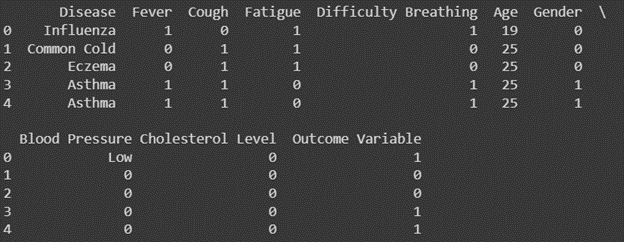 Disease Fever Cough Fatigue Difficulty Breathing Age Gender \
0 Influenza 1 0 1 1 19 0
1 Common Cold 0 1 1 0 25 0
2 Eczema 0 1 1 0 25 0
3 Asthma 1 1 0 1 25 1
4 Asthma 1 1 0 1 25 1
Blood Pressure Cholesterol Level Outcome Variable
0 Low 0 1
1 0 0 0
2 0 0 0
3 0 0 1
4 0 0 1